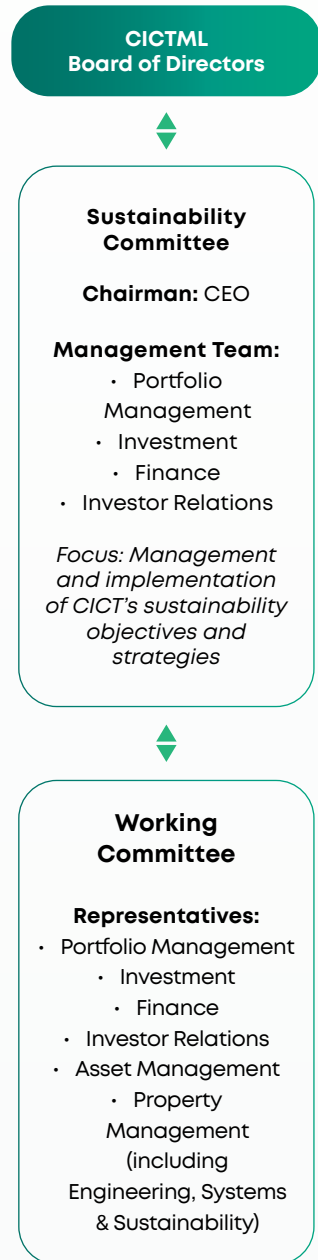 CICTML
Board of Directors
Sustainability
Committee
Chairman: CEO
Management Team:
• Portfolio
Management
• Investment
• Finance
• Investor Relations
Focus: Management
and implementation
of CICT's sustainability
objectives and
strategies
Working
Committee
Representatives:
• Portfolio Management
• Investment
• Finance
• Investor Relations
• Asset Management
• Property
Management
(including
Engineering, Systems
& Sustainability)